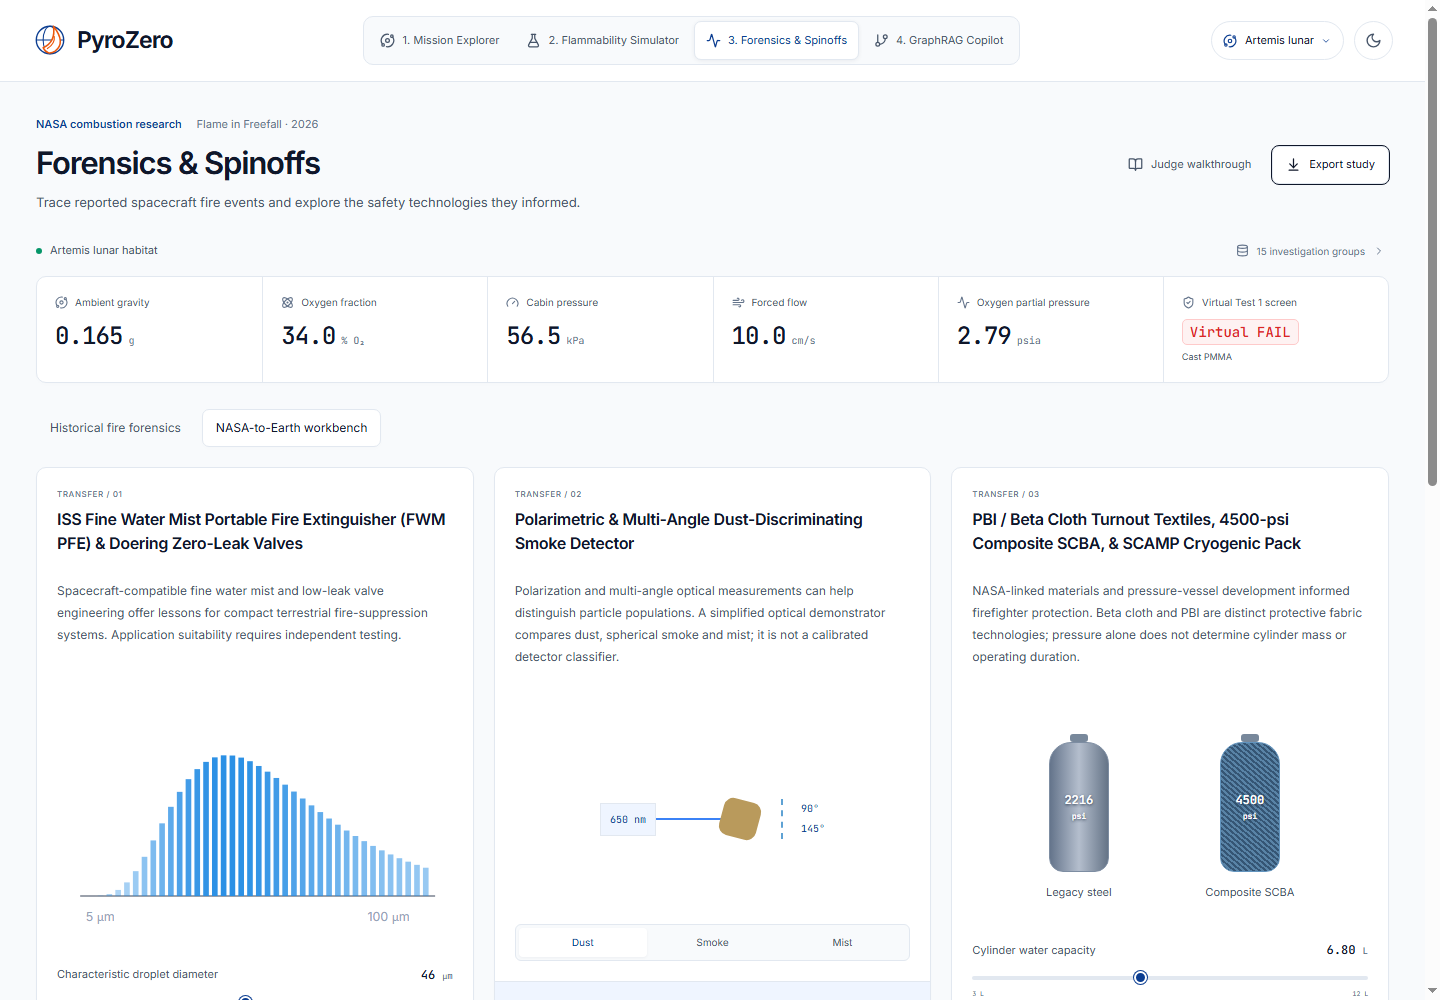 PyroZero
1. Mission Explorer
2. Flammability Simulator
3. Forensics & Spinoffs
4. GraphRAG Copilot
Artemis lunar
NASA combustion research
Flame in Freefall · 2026
Forensics & Spinoffs
Judge walkthrough
Export study
Trace reported spacecraft fire events and explore the safety technologies they informed.
Artemis lunar habitat
15 investigation groups
Ambient gravity
0.165 g
Oxygen fraction
34.0 % O₂
Cabin pressure
56.5 kPa
Forced flow
10.0 cm/s
Oxygen partial pressure
2.79 psia
Virtual Test 1 screen
Virtual FAIL
Cast PMMA
Historical fire forensics
NASA-to-Earth workbench
TRANSFER / 01
ISS Fine Water Mist Portable Fire Extinguisher (FWM
PFE) & Doering Zero-Leak Valves
Spacecraft-compatible fine water mist and low-leak valve
engineering offer lessons for compact terrestrial fire-suppression
systems. Application suitability requires independent testing.
5 µm
100 µm
Characteristic droplet diameter
46 µm
TRANSFER / 02
Polarimetric & Multi-Angle Dust-Discriminating
Smoke Detector
Polarization and multi-angle optical measurements can help
distinguish particle populations. A simplified optical demonstrator
compares dust, spherical smoke and mist; it is not a calibrated
detector classifier.
650 nm
90°
145°
Dust
Smoke
Mist
TRANSFER / 03
PBI / Beta Cloth Turnout Textiles, 4500-psi
Composite SCBA, & SCAMP Cryogenic Pack
NASA-linked materials and pressure-vessel development informed
firefighter protection. Beta cloth and PBI are distinct protective fabric
technologies; pressure alone does not determine cylinder mass or
operating duration.
2216
psi
4500
psi
Legacy steel
Composite SCBA
Cylinder water capacity
6.80 L
3 L
12 L